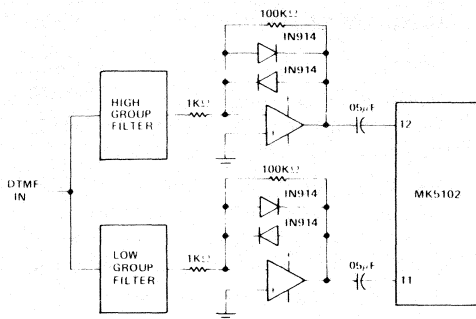 100KΩ
IN914
IN914
HIGH
GROUP
FILTER
1KΩ
05µF
12
DTMF
IN
MK5102
100KΩ
IN914
IN914
LOW
GROUP
FILTER
1KΩ
05µF
11